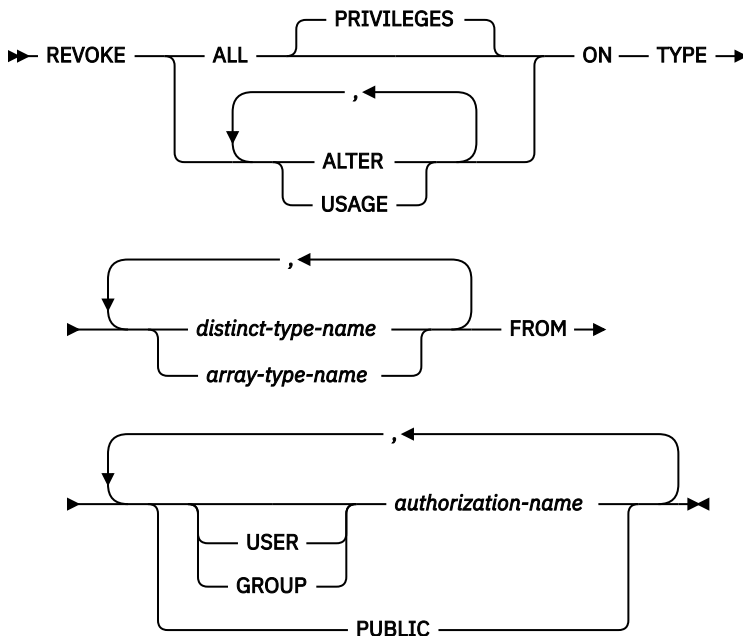 PRIVILEGES
REVOKE ALL ON TYPE
,
ALTER
USAGE
,
distinct-type-name FROM
array-type-name
,
authorization-name
USER
GROUP
PUBLIC